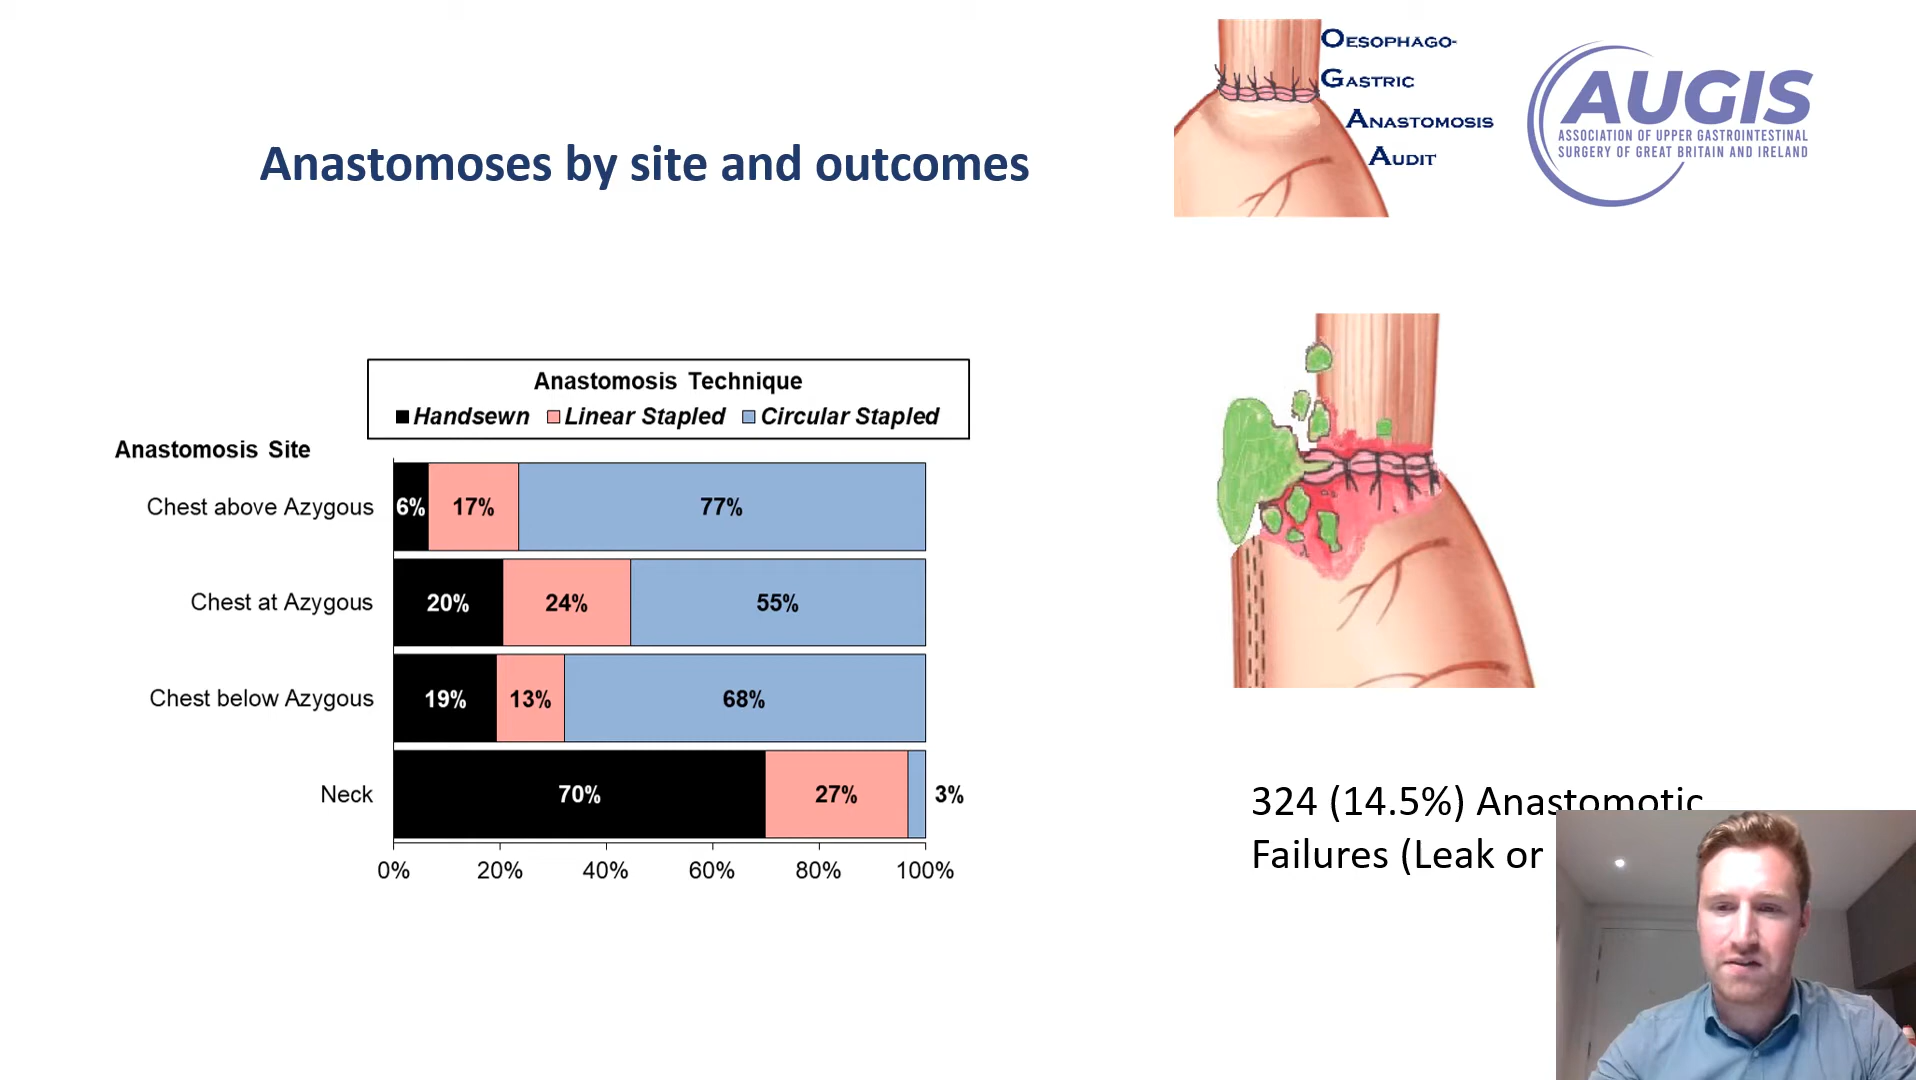 OESOPHAGO-
GASTRIC
ANASTOMOSIS
AUDIT
AUGIS
ASSOCIATION OF UPPER GASTROINTESTINAL
SURGERY OF GREAT BRITAIN AND IRELAND
Anastomoses by site and outcomes
Anastomosis Technique
Handsewn Linear Stapled Circular Stapled
Anastomosis Site
Chest above Azygous 6% 17% 77%
Chest at Azygous 20% 24% 55%
Chest below Azygous 19% 13% 68%
Neck 70% 27% 3%
0% 20% 40% 60% 80% 100%
324 (14.5%) Anastomotic
Failures (Leak or